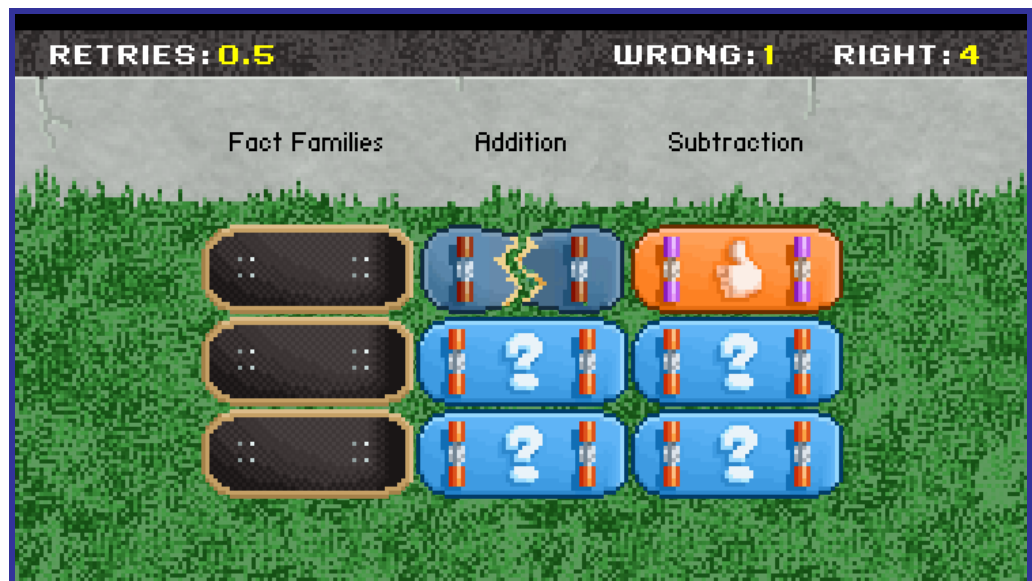 RETRIES:0.5 WRONG:1 RIGHT:4
Fact Families Addition Subtraction
? ?
? ?